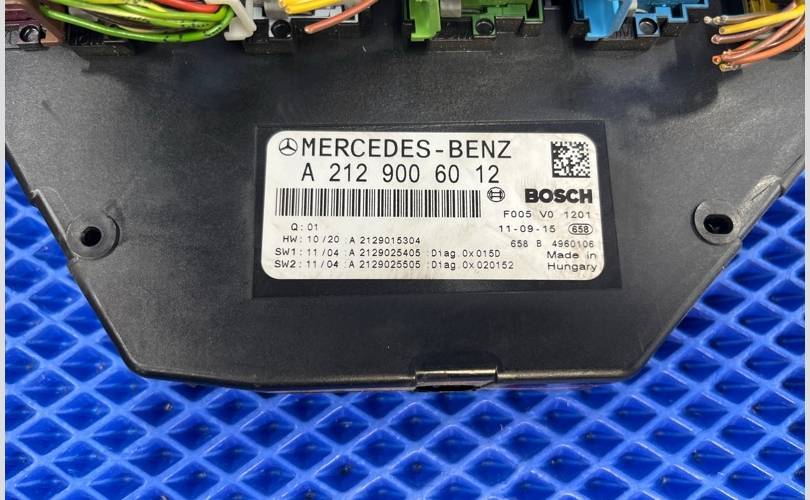 MERCEDES-BENZ
A 212 900 60 12
BOSCH
F005 V0 1201
Q: 01
11-09-15 658
HW: 10/20 :A 2129015304
658 B 4960106
SW1: 11/04 :A 2129025405 :Diag.0x015D
Made in
SW2: 11/04 :A 2129025505 :Diag.0x020152
Hungary